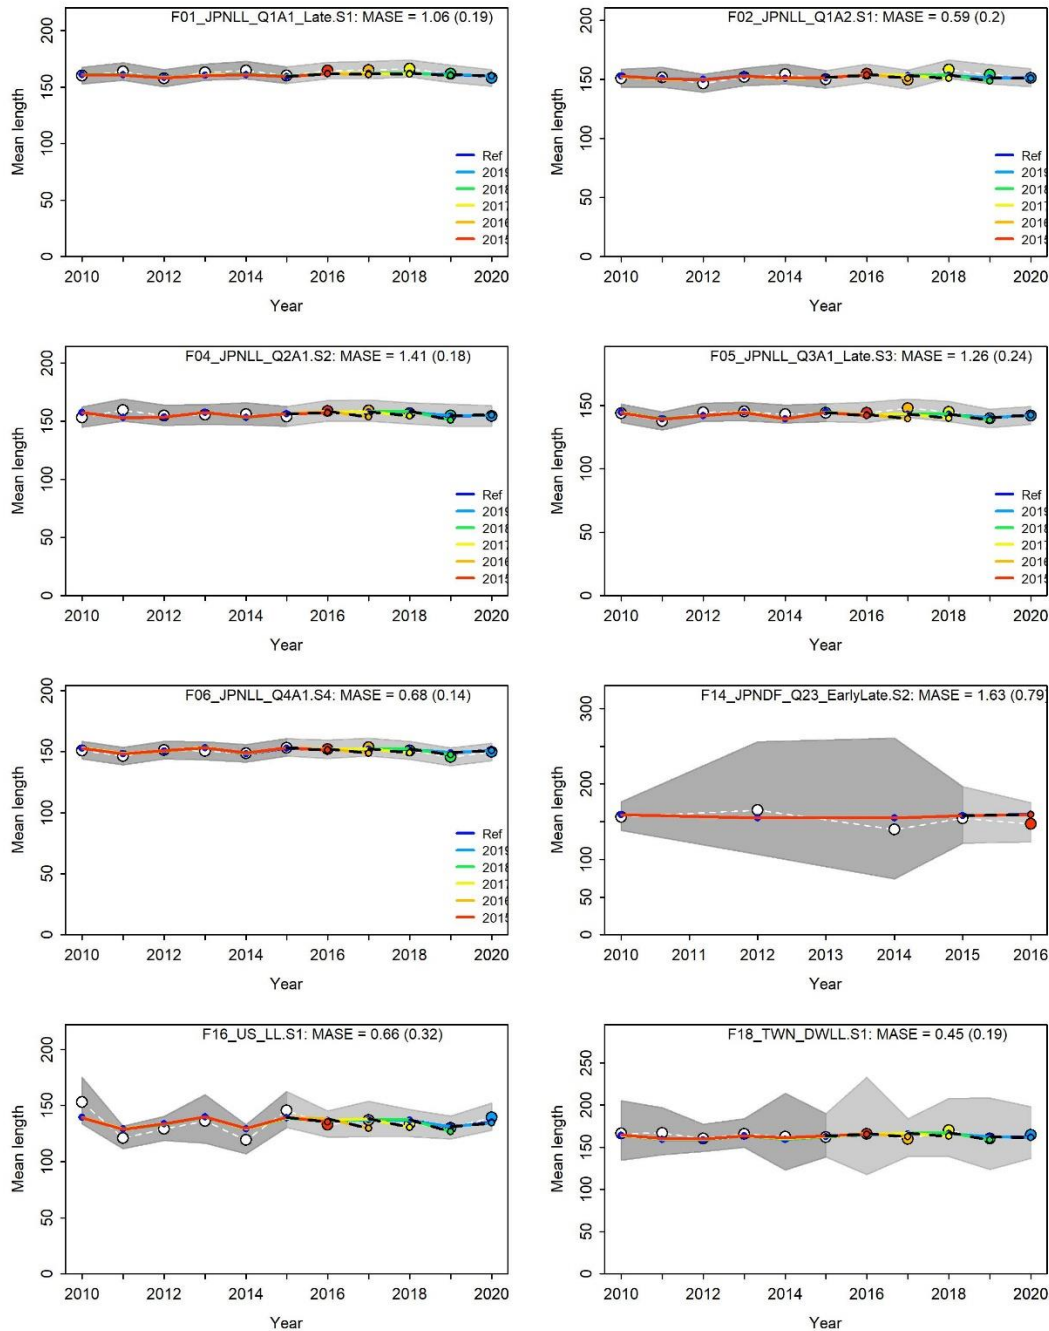 F01_JPNLL_Q1A1_Late.S1: MASE = 1.06 (0.19)
Mean length
0 50 100 150 200
Ref
2019
2018
2017
2016
2015
2010 2012 2014 2016 2018 2020
Year
F02_JPNLL_Q1A2.S1: MASE = 0.59 (0.2)
Mean length
0 50 100 150 200
Ref
2019
2018
2017
2016
2015
2010 2012 2014 2016 2018 2020
Year
F04_JPNLL_Q2A1.S2: MASE = 1.41 (0.18)
Mean length
0 50 100 150 200
Ref
2019
2018
2017
2016
2015
2010 2012 2014 2016 2018 2020
Year
F05_JPNLL_Q3A1_Late.S3: MASE = 1.26 (0.24)
Mean length
0 50 100 150
Ref
2019
2018
2017
2016
2015
2010 2012 2014 2016 2018 2020
Year
F06_JPNLL_Q4A1.S4: MASE = 0.68 (0.14)
Mean length
0 50 100 150 200
Ref
2019
2018
2017
2016
2015
2010 2012 2014 2016 2018 2020
Year
F14_JPNDF_Q23_EarlyLate.S2: MASE = 1.63 (0.79)
Mean length
0 100 200 300
2010 2011 2012 2013 2014 2015 2016
Year
F16_US_LL.S1: MASE = 0.66 (0.32)
Mean length
0 50 100 150 200
2010 2012 2014 2016 2018 2020
Year
F18_TWN_DWLL.S1: MASE = 0.45 (0.19)
Mean length
0 50 100 150 200 250
2010 2012 2014 2016 2018 2020
Year